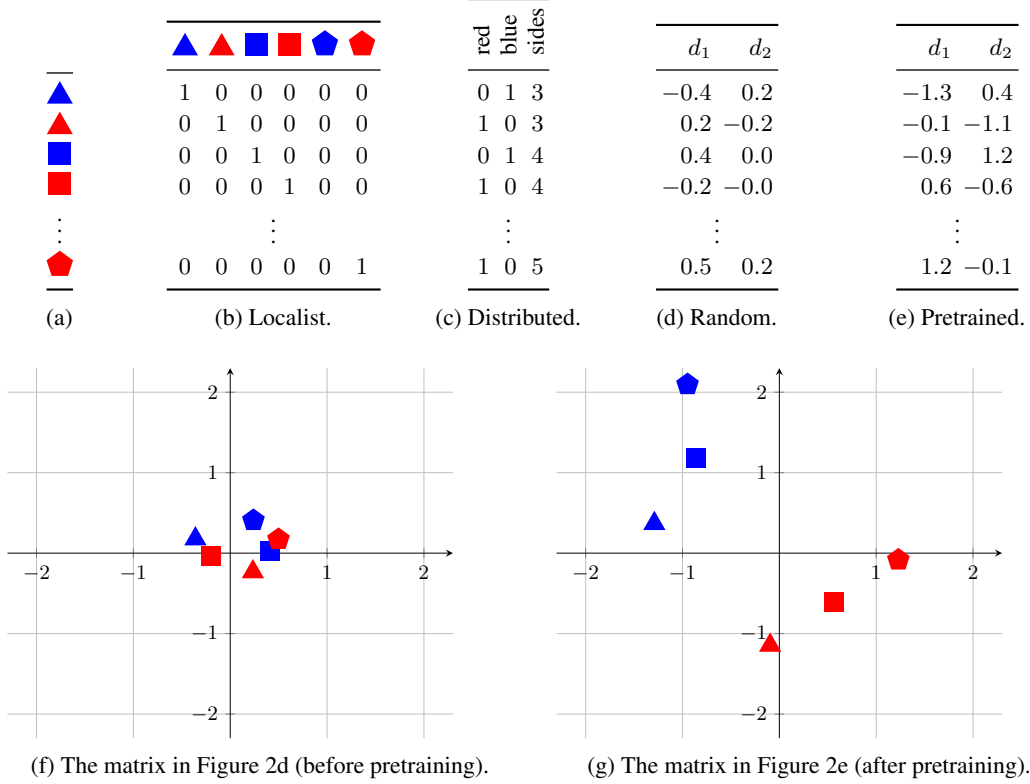 red blue sides
d₁ d₂
d₁ d₂
1 0 0 0 0 0
0 1 3
−0.4 0.2
−1.3 0.4
0 1 0 0 0 0
1 0 3
0.2 −0.2
−0.1 −1.1
0 0 1 0 0 0
0 1 4
0.4 0.0
−0.9 1.2
0 0 0 1 0 0
1 0 4
−0.2 −0.0
0.6 −0.6
⋮ ⋮ ⋮ ⋮ ⋮
0 0 0 0 0 1
1 0 5
0.5 0.2
1.2 −0.1
(a)
(b) Localist.
(c) Distributed.
(d) Random.
(e) Pretrained.
2
1
−2 −1 1 2
−1
−2
2
1
−2 −1 1 2
−1
−2
(f) The matrix in Figure 2d (before pretraining).
(g) The matrix in Figure 2e (after pretraining).